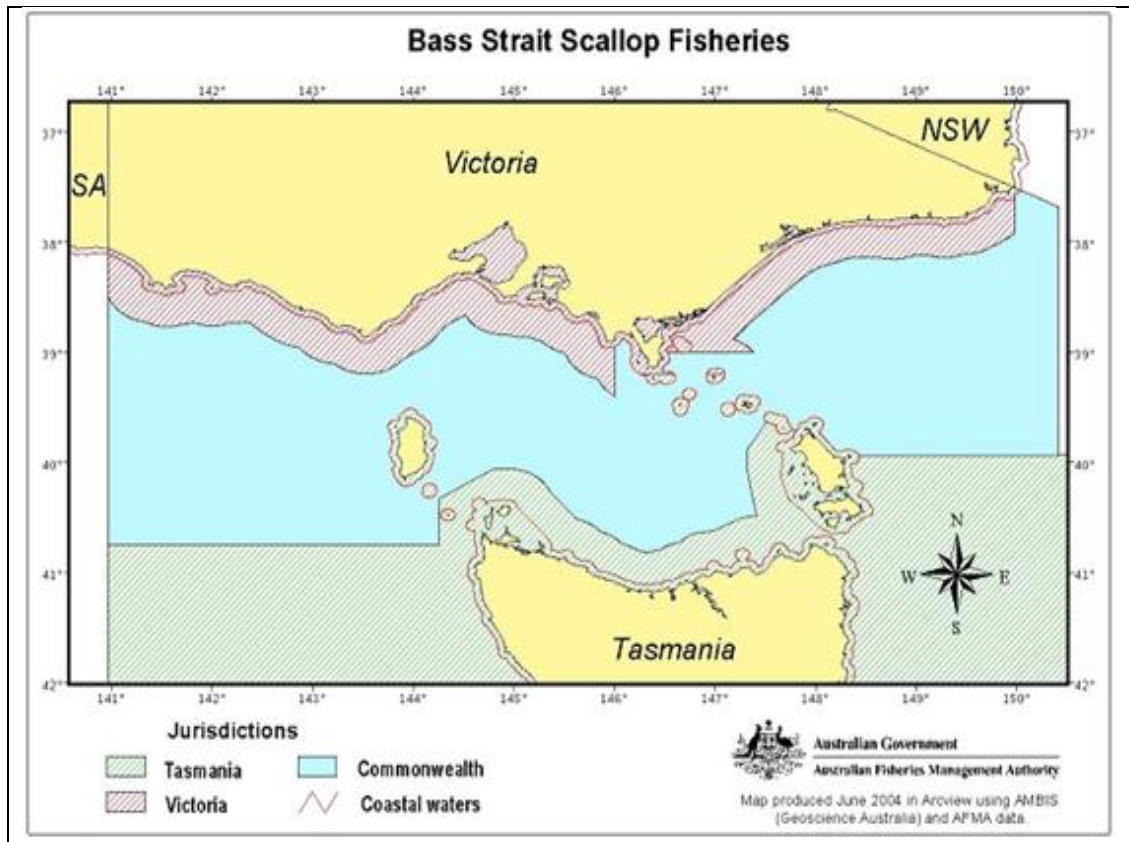 Bass Strait Scallop Fisheries
141° 142° 143° 144° 145° 146° 147° 148° 149° 150°
37° 37°
NSW
Victoria
SA
38° 38°
39° 39°
40° 40°
N
41° W E 41°
S
Tasmania
42° 42°
141° 142° 143° 144° 145° 146° 147° 148° 149° 150°
Jurisdictions
Tasmania Commonwealth
Victoria Coastal waters
Australian Government
Australian Fisheries Management Authority
Map produced June 2004 in Arcview using AMBIS
(Geoscience Australia) and AFMA data.